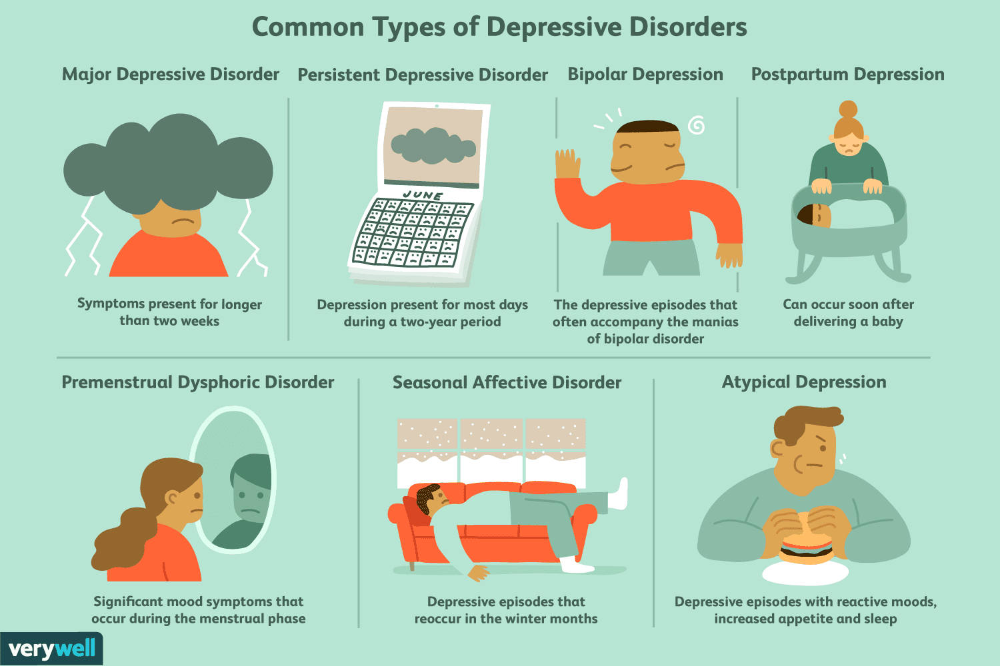 Common Types of Depressive Disorders
Major Depressive Disorder
Symptoms present for longer
than two weeks
Persistent Depressive Disorder
JUNE
Depression present for most days
during a two-year period
Bipolar Depression
The depressive episodes that
often accompany the manias
of bipolar disorder
Postpartum Depression
Can occur soon after
delivering a baby
Premenstrual Dysphoric Disorder
Significant mood symptoms that
occur during the menstrual phase
Seasonal Affective Disorder
Depressive episodes that
reoccur in the winter months
Atypical Depression
Depressive episodes with reactive moods,
increased appetite and sleep
verywell